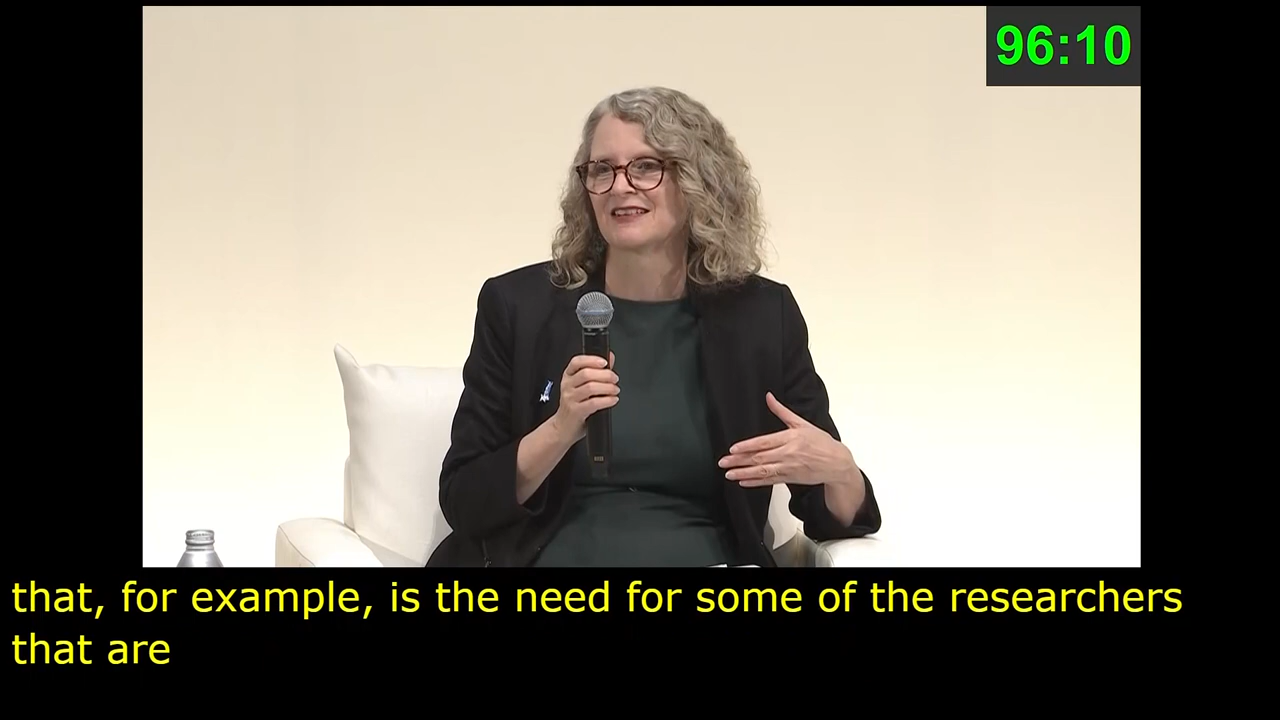 96:10
that, for example, is the need for some of the researchers
that are